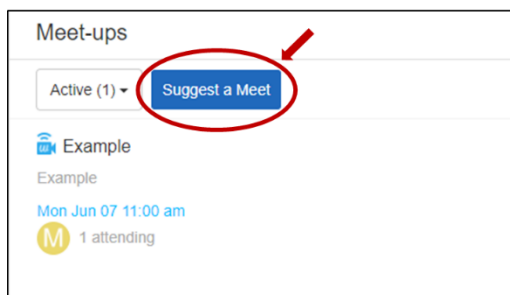 Meet-ups
Active (1) Suggest a Meet
Example
Example
Mon Jun 07 11:00 am
M 1 attending